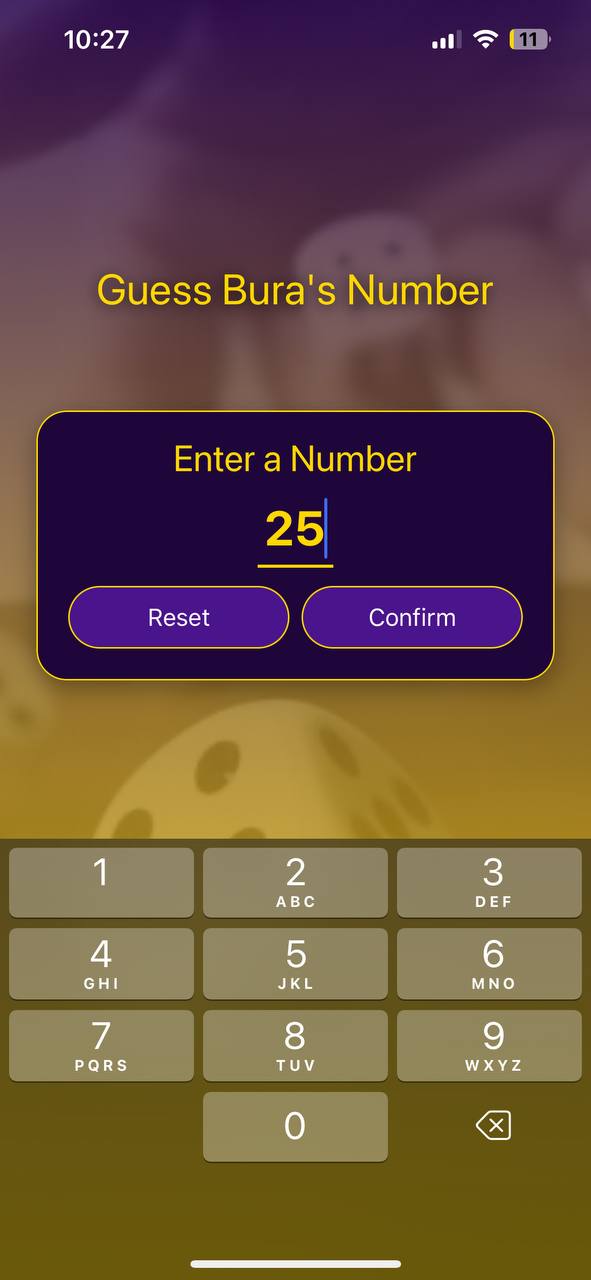 10:27
11
Guess Bura's Number
Enter a Number
25
Reset Confirm
1 2 3
ABC DEF
4 5 6
GHI JKL MNO
7 8 9
PQRS TUV WXYZ
0